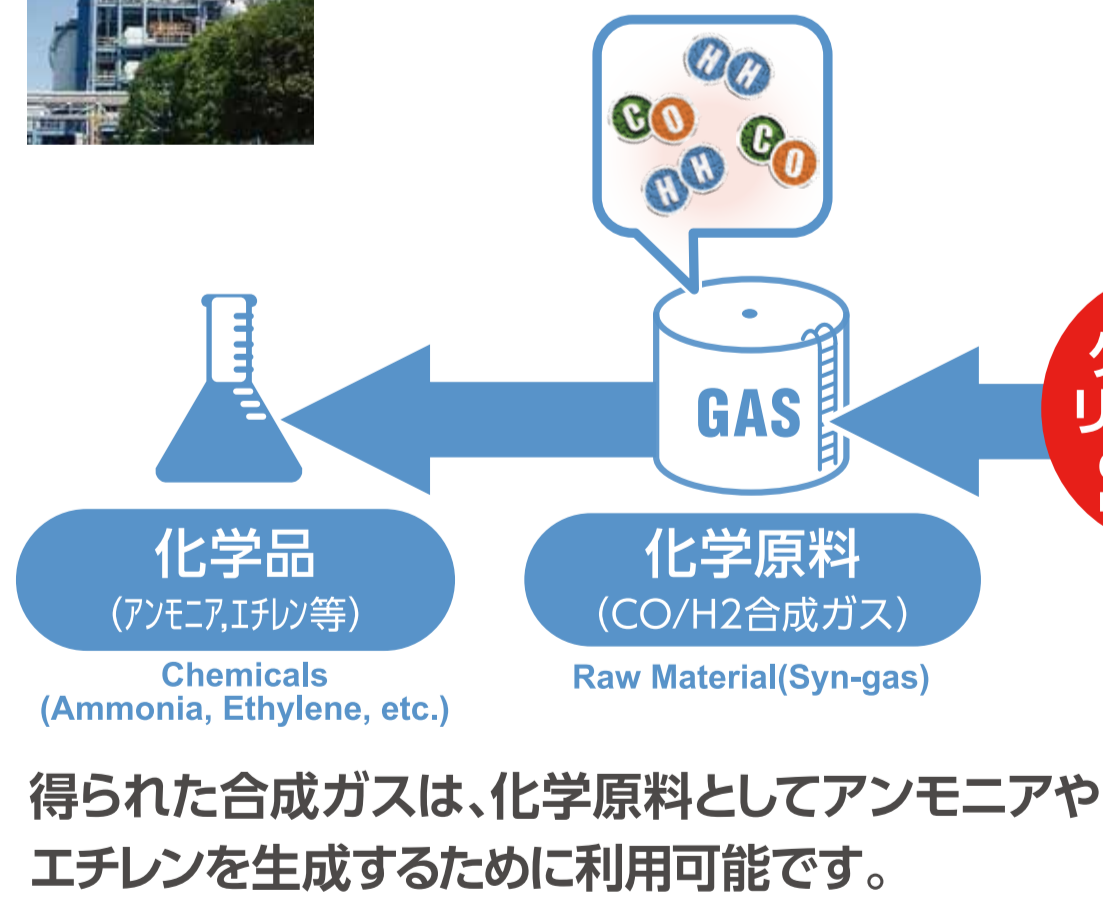 H H
C O
C O
H H
GAS
化学品
(アンモニア,エチレン等)
Chemicals
(Ammonia, Ethylene, etc.)
化学原料
(CO/H2合成ガス)
Raw Material(Syn-gas)
得られた合成ガスは、化学原料としてアンモニアや
エチレンを生成するために利用可能です。